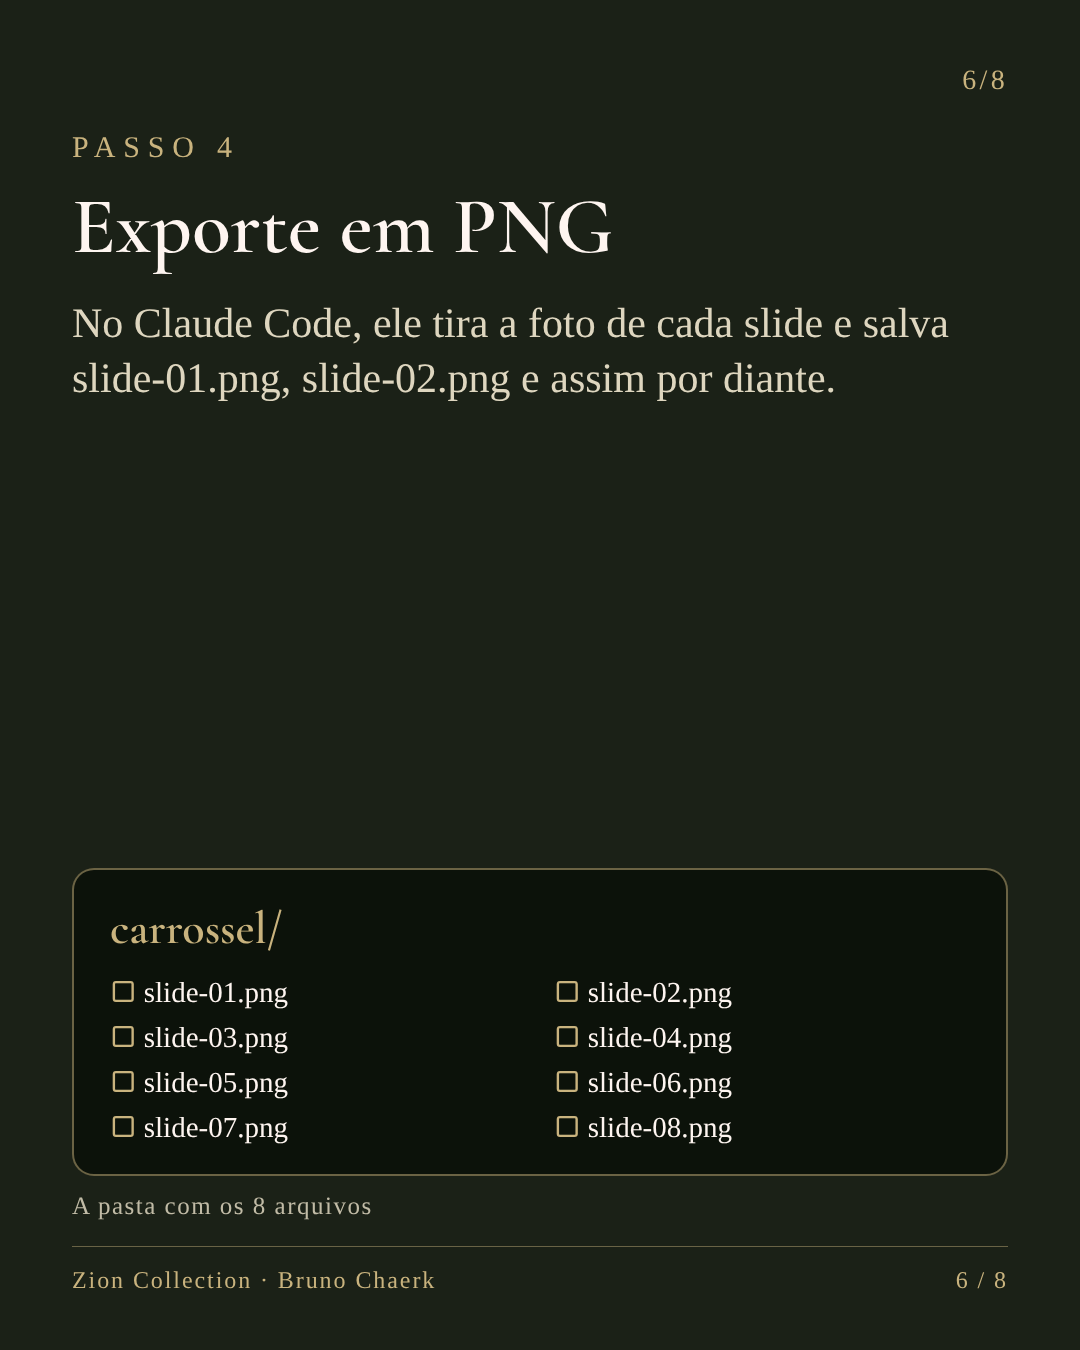 6/8
PASSO 4
Exporte em PNG
No Claude Code, ele tira a foto de cada slide e salva
slide-01.png, slide-02.png e assim por diante.
carrossel/
slide-01.png
slide-02.png
slide-03.png
slide-04.png
slide-05.png
slide-06.png
slide-07.png
slide-08.png
A pasta com os 8 arquivos
Zion Collection · Bruno Chaerk
6 / 8